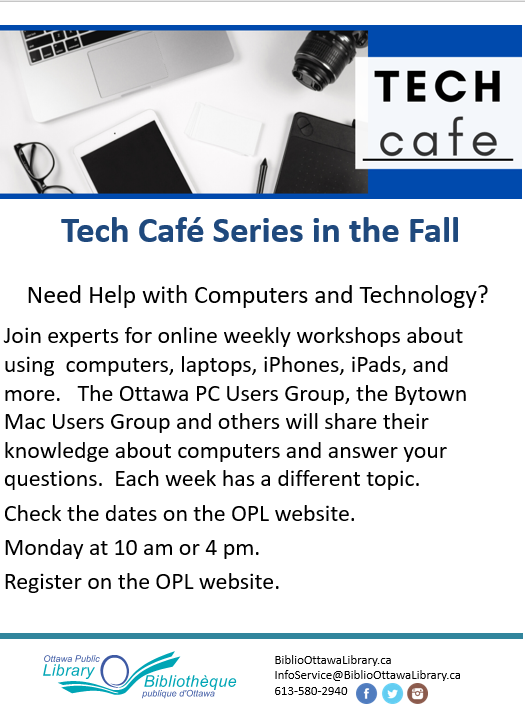 TECH
cafe
Tech Café Series in the Fall
Need Help with Computers and Technology?
Join experts for online weekly workshops about
using  computers, laptops, iPhones, iPads, and
more.   The Ottawa PC Users Group, the Bytown
Mac Users Group and others will share their
knowledge about computers and answer your
questions.  Each week has a different topic.
Check the dates on the OPL website.
Monday at 10 am or 4 pm.
Register on the OPL website.
Ottawa Public
Library
Bibliothèque
publique d'Ottawa
BiblioOttawaLibrary.ca
InfoService@BiblioOttawaLibrary.ca
613-580-2940